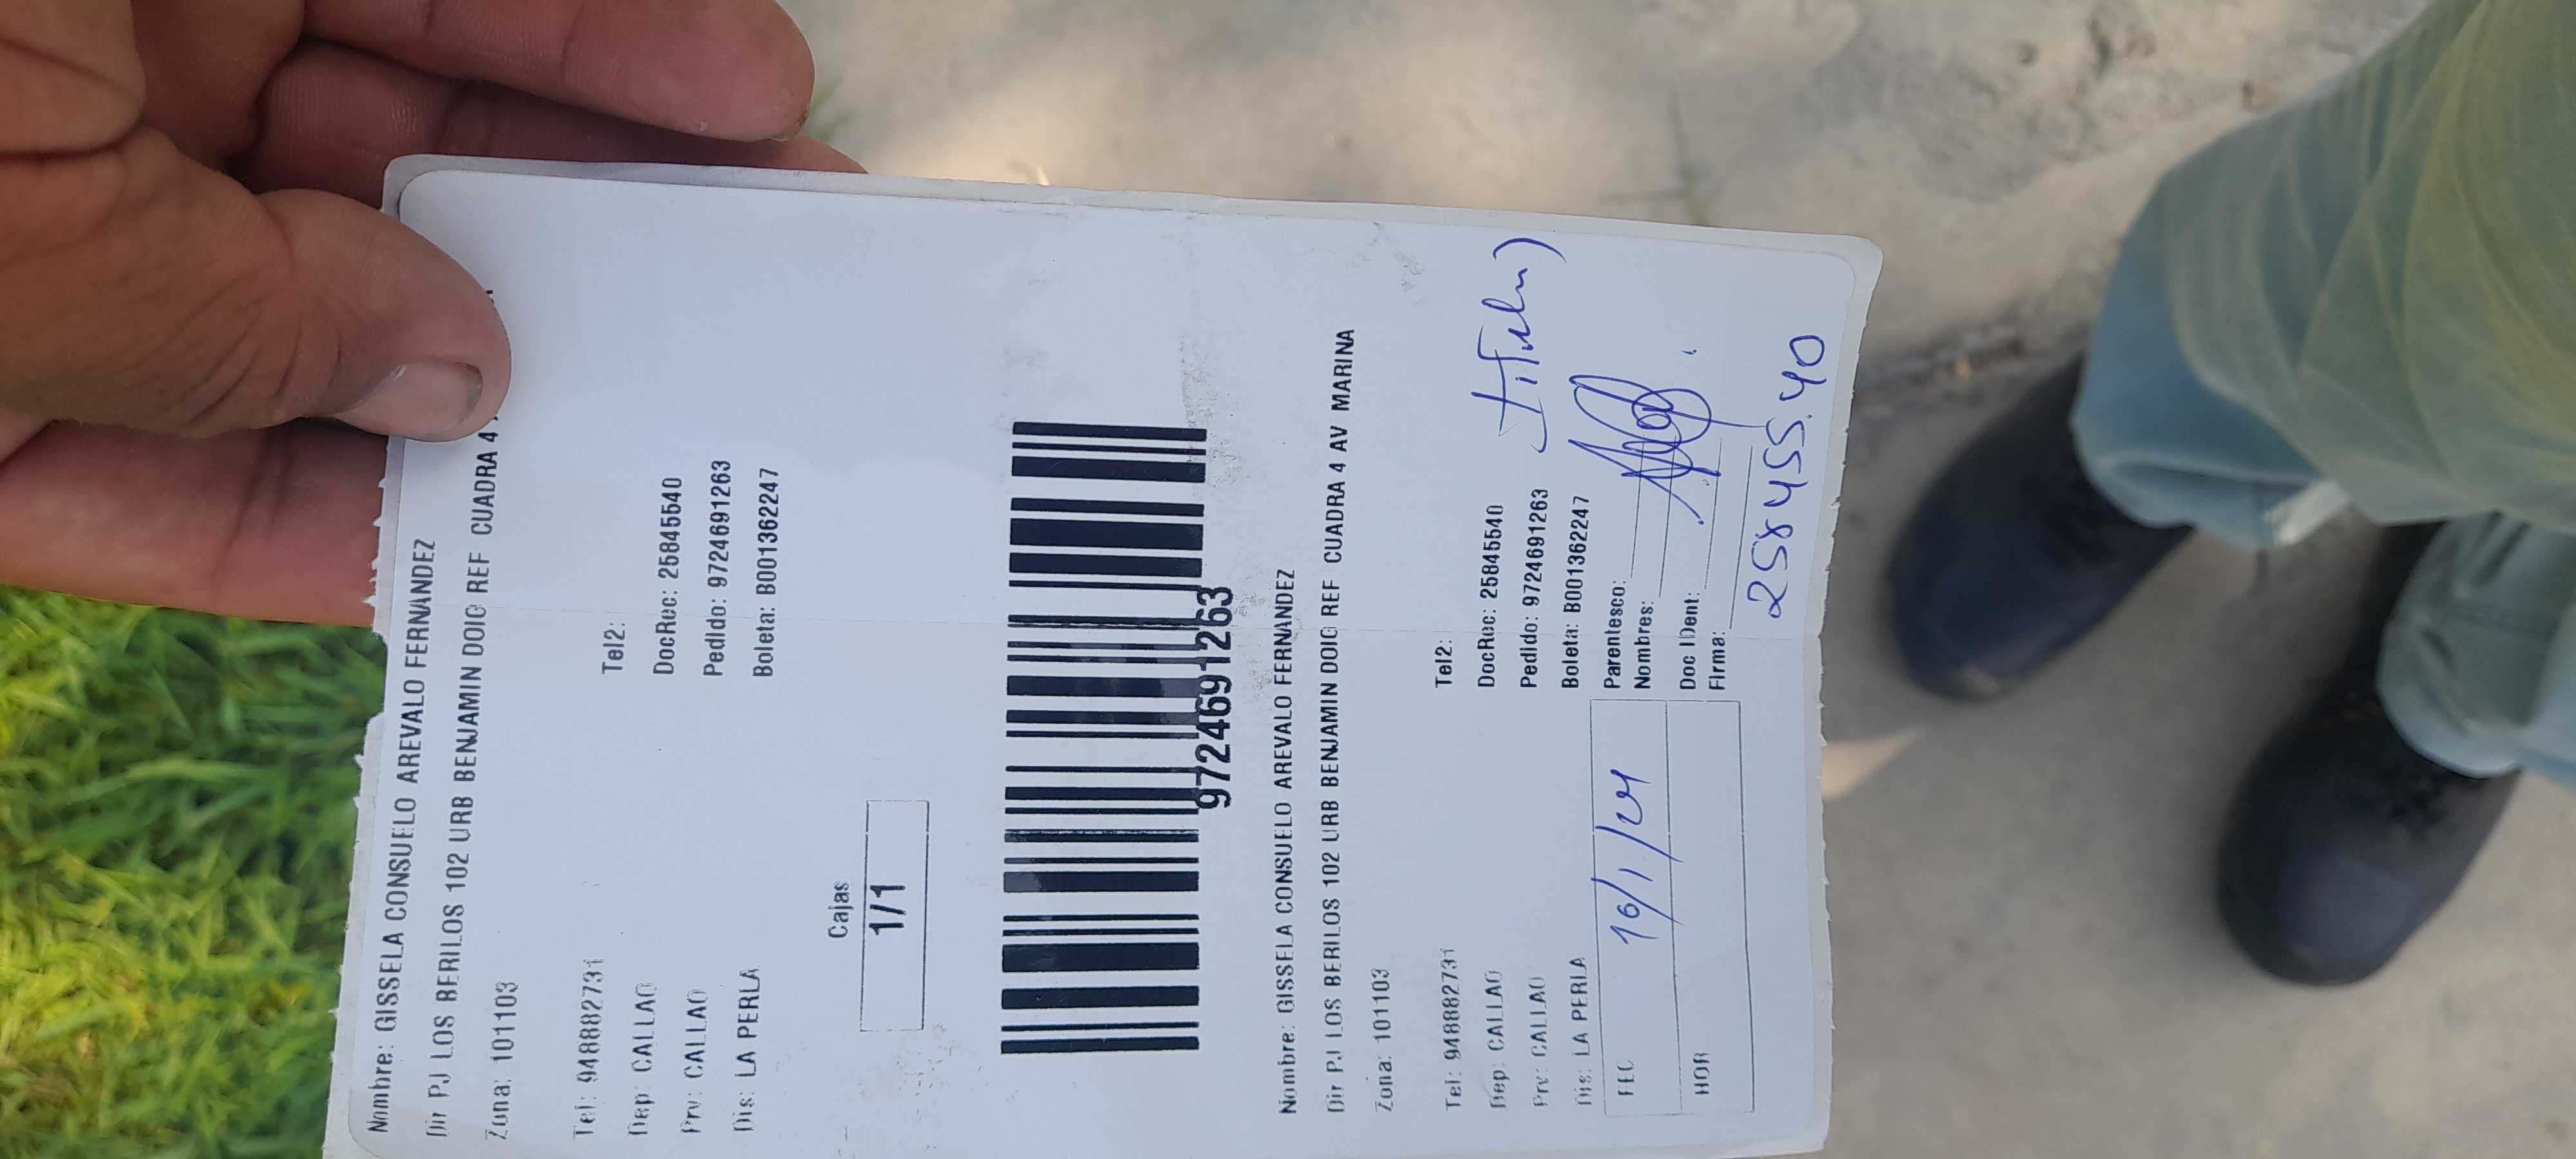 Nombre: GISSELA CONSUELO AREVALO FERNANDEZ
Dir PJ LOS BERILOS 102 URB BENJAMIN DOIG REF CUADRA 4
Zona: 101103
Tel: 948882731 Tel2:
Dep: CALLAO DocRec: 25845540
Prv: CALLAO Pedido: 9724691263
Dis: LA PERLA Boleta: B001362247
Cajas
1/1
9724691263
Nombre: GISSELA CONSUELO AREVALO FERNANDEZ
Dir PJ LOS BERILOS 102 URB BENJAMIN DOIG REF CUADRA 4 AV MARINA
Zona: 101103
Tel: 948882731 Tel2:
Dep: CALLAO DocRec: 25845540
Prv: CALLAO Pedido: 9724691263
Dis: LA PERLA Boleta: B001362247
Parentesco:
FEC 16/1/24 Nombres:
Doc IDent:
HOR Firma:
258455.40